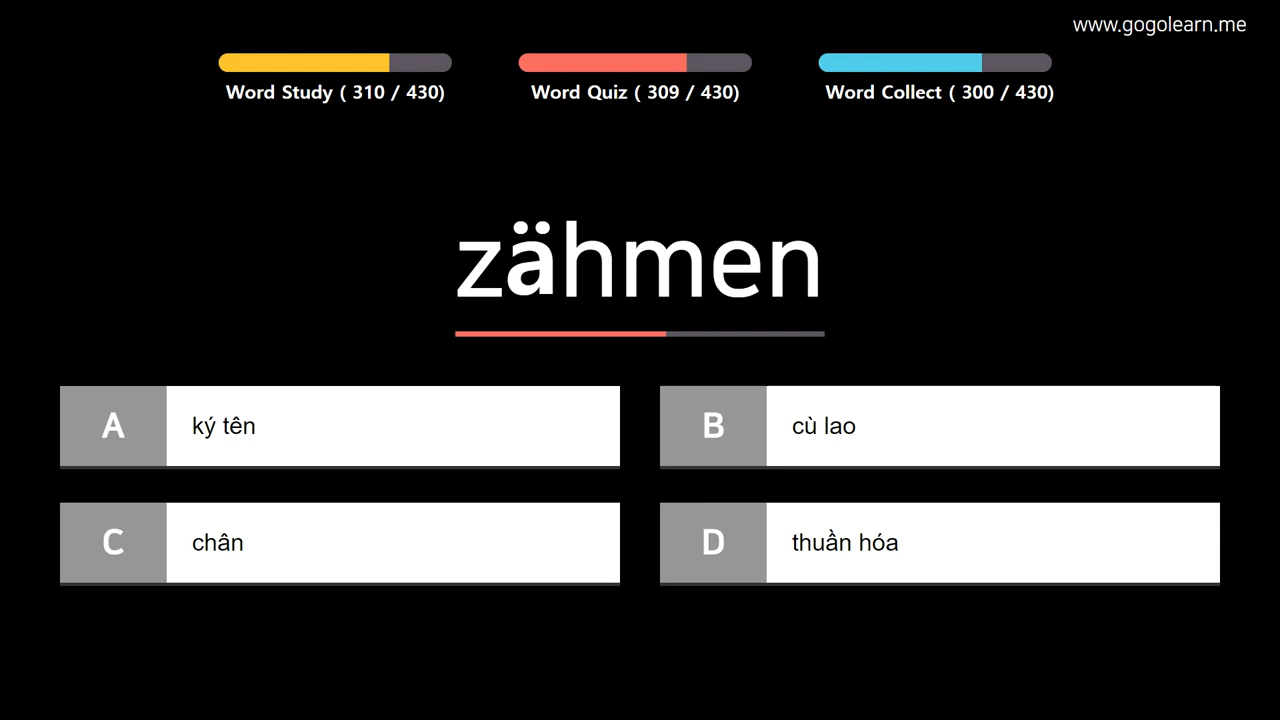 www.gogolearn.me
Word Study ( 310 / 430)
Word Quiz ( 309 / 430)
Word Collect ( 300 / 430)
zähmen
A ký tên
B cù lao
C chân
D thuần hóa